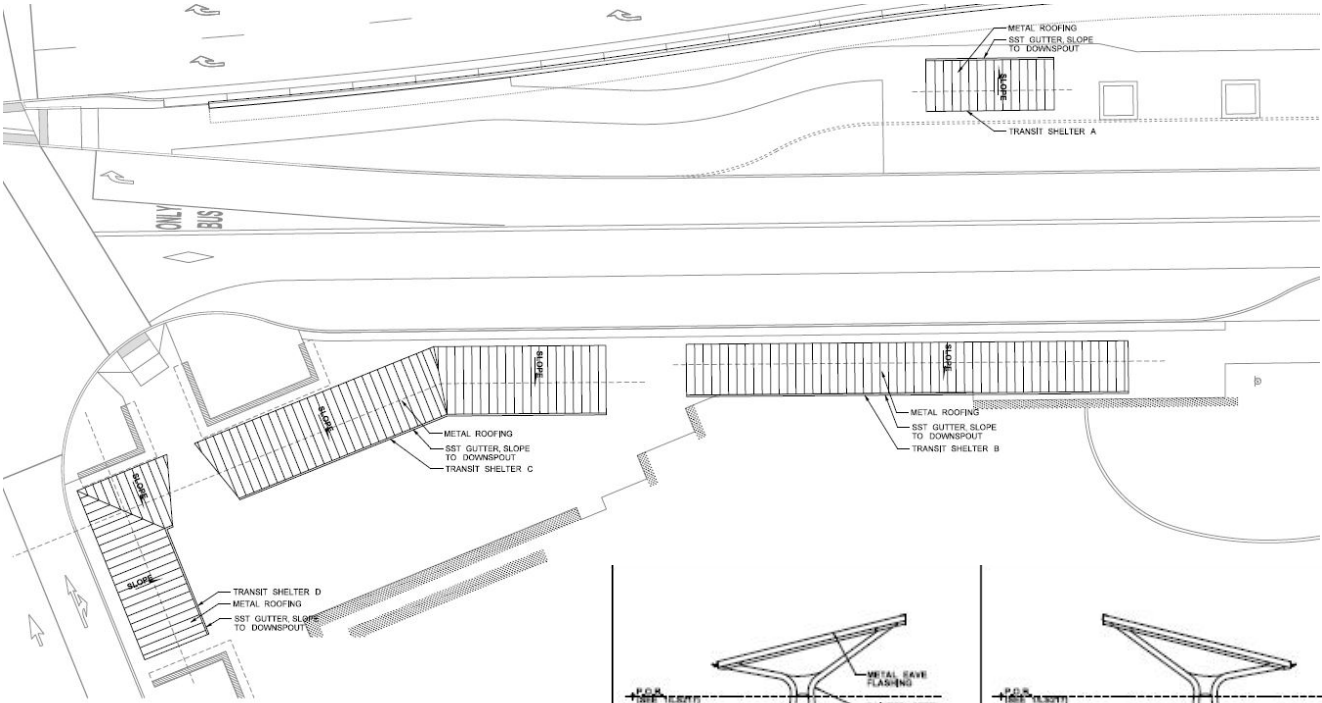 METAL ROOFING
SST GUTTER, SLOPE
TO DOWNSPOUT
SLOPE
TRANSIT SHELTER A
ONLY
BUS
SLOPE
SLOPE
METAL ROOFING
SST GUTTER, SLOPE
TO DOWNSPOUT
TRANSIT SHELTER B
SLOPE
METAL ROOFING
SST GUTTER, SLOPE
TO DOWNSPOUT
TRANSIT SHELTER C
SLOPE
SLOPE
TRANSIT SHELTER D
METAL ROOFING
SST GUTTER, SLOPE
TO DOWNSPOUT
METAL EAVE
FLASHING